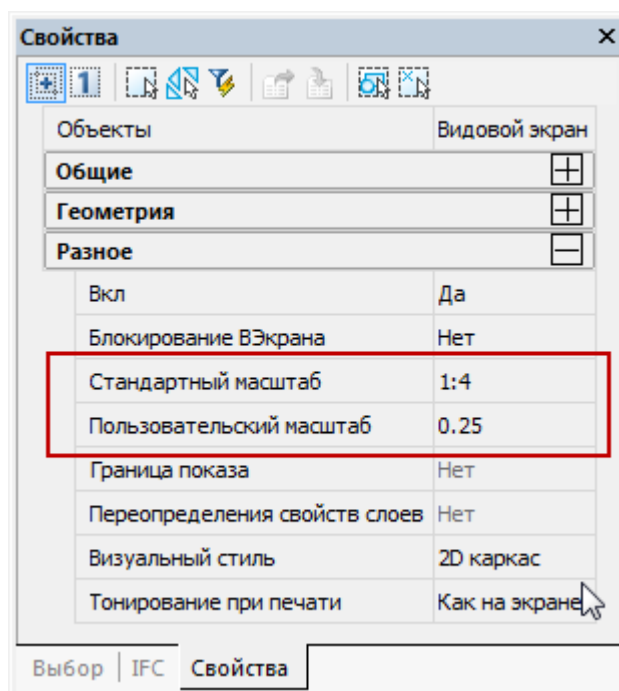 Свойства
1
Объекты Видовой экран
Общие
Геометрия
Разное
Вкл Да
Блокирование ВЭкрана Нет
Стандартный масштаб 1:4
Пользовательский масштаб 0.25
Граница показа Нет
Переопределения свойств слоев Нет
Визуальный стиль 2D каркас
Тонирование при печати Как на экране
Выбор IFC Свойства